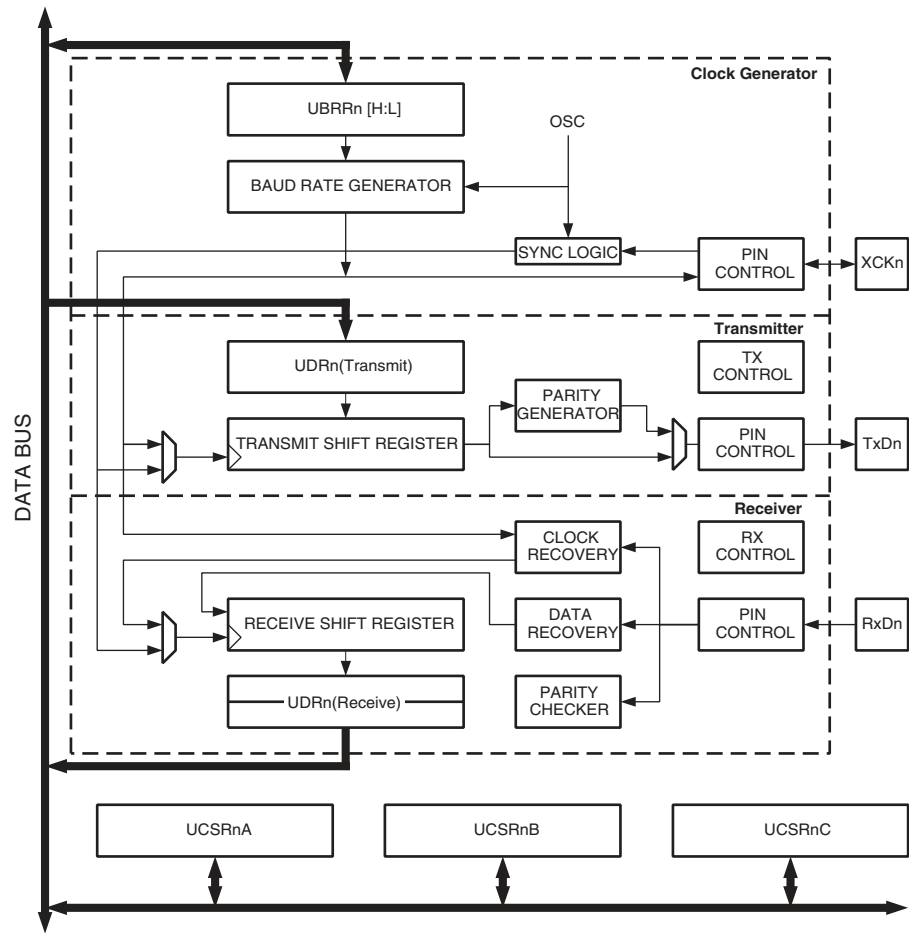 Clock Generator
UBRRn [H:L]
OSC
BAUD RATE GENERATOR
SYNC LOGIC
PIN
CONTROL
XCKn
DATA BUS
Transmitter
UDRn(Transmit)
TX
CONTROL
PARITY
GENERATOR
TRANSMIT SHIFT REGISTER
PIN
CONTROL
TxDn
Receiver
CLOCK
RECOVERY
RX
CONTROL
RECEIVE SHIFT REGISTER
DATA
RECOVERY
PIN
CONTROL
RxDn
UDRn(Receive)
PARITY
CHECKER
UCSRnA
UCSRnB
UCSRnC